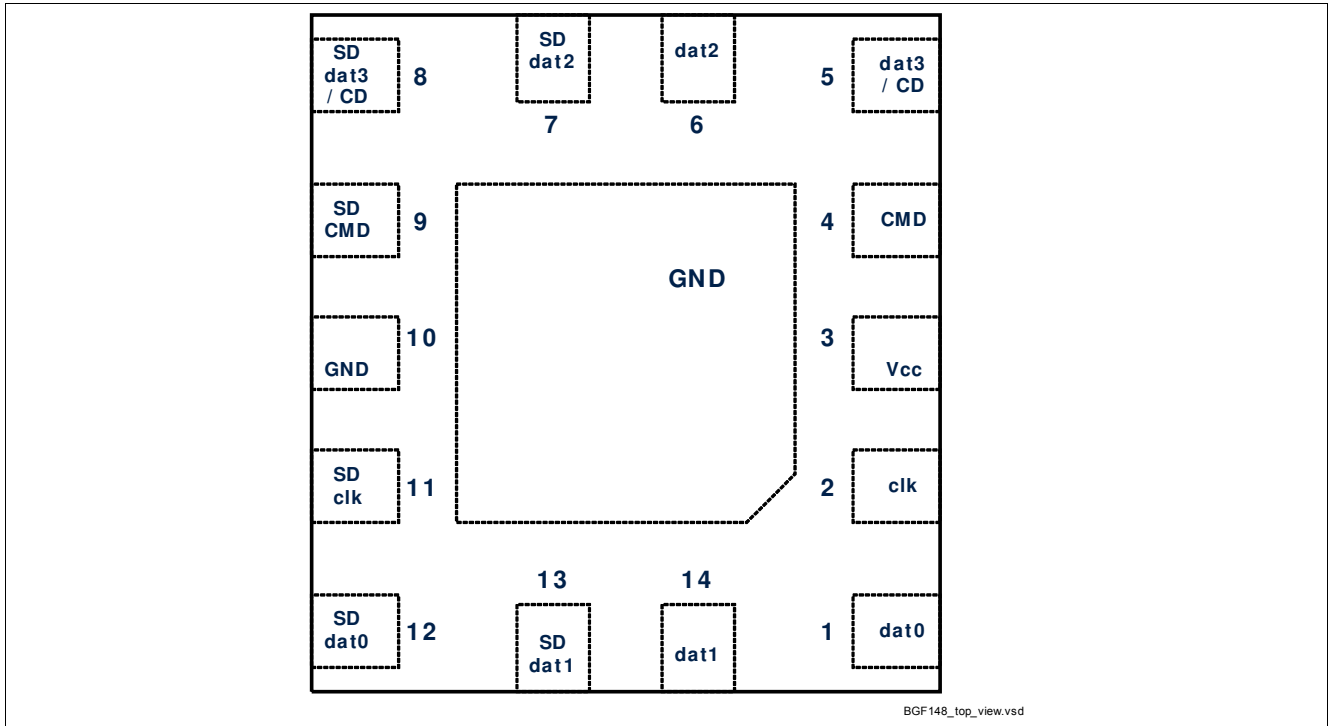 SD
dat3
/ CD
8
SD
dat2
7
dat2
6
5
dat3
/ CD
SD
CMD
9
4
CMD
GND
GND
10
3
Vcc
SD
clk
11
2
clk
13
14
SD
dat0
12
SD
dat1
dat1
1
dat0
BGF148_top_view.vsd